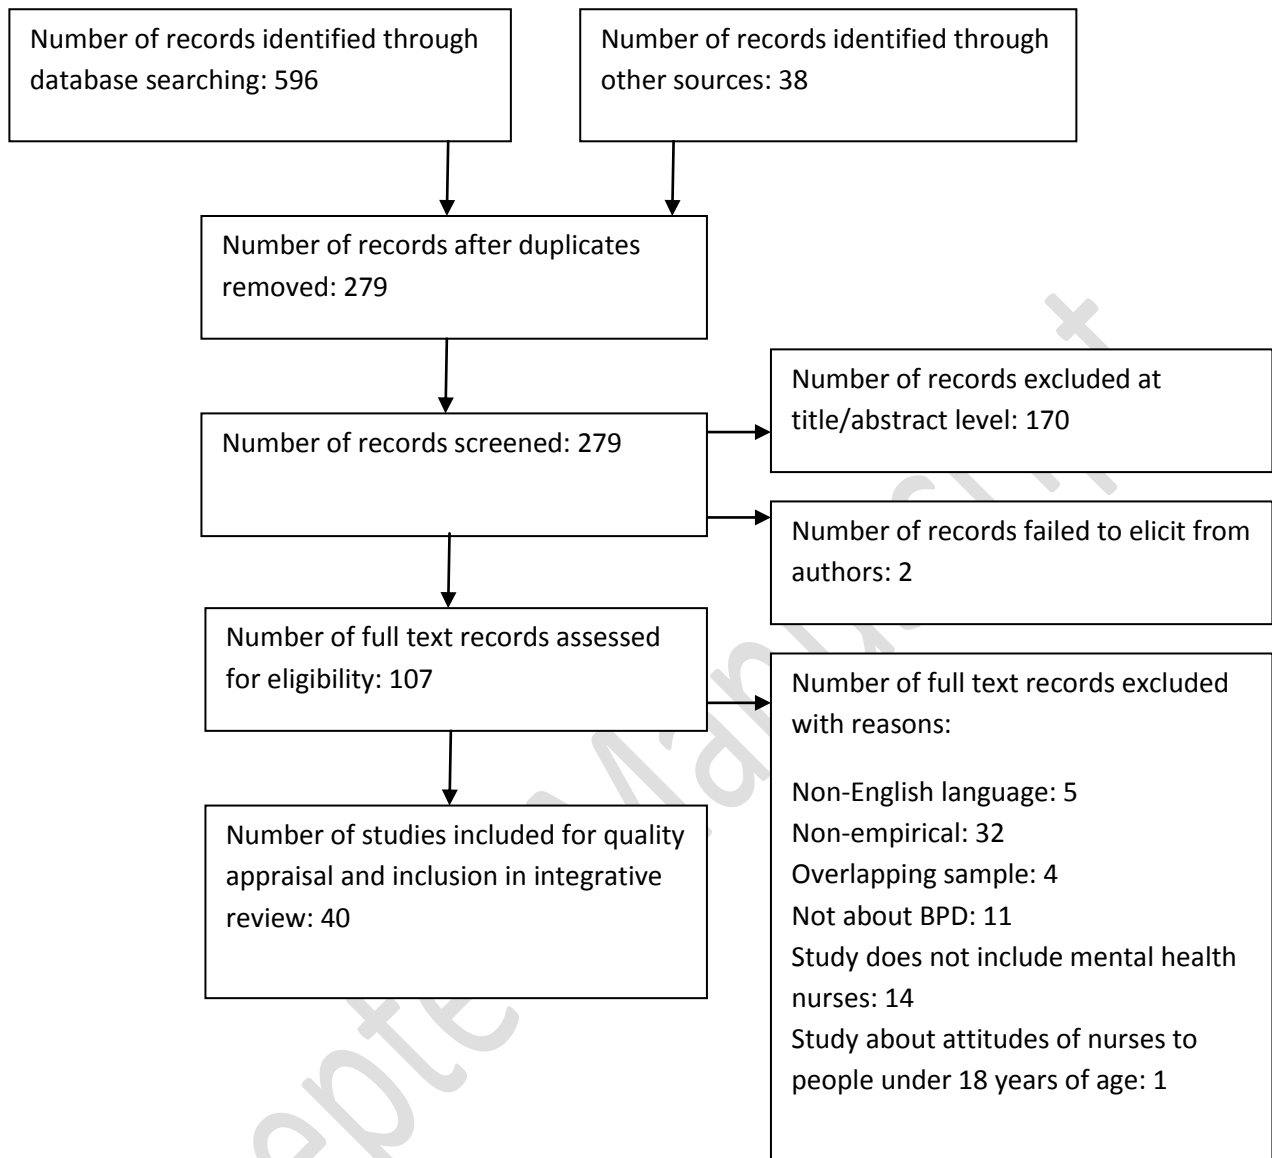 Number of records identified through
database searching: 596
Number of records identified through
other sources: 38
Number of records after duplicates
removed: 279
Number of records screened: 279
Number of records excluded at
title/abstract level: 170
Number of records failed to elicit from
authors: 2
Number of full text records assessed
for eligibility: 107
Number of full text records excluded
with reasons:
Non-English language: 5
Non-empirical: 32
Overlapping sample: 4
Not about BPD: 11
Study does not include mental health
nurses: 14
Study about attitudes of nurses to
people under 18 years of age: 1
Number of studies included for quality
appraisal and inclusion in integrative
review: 40